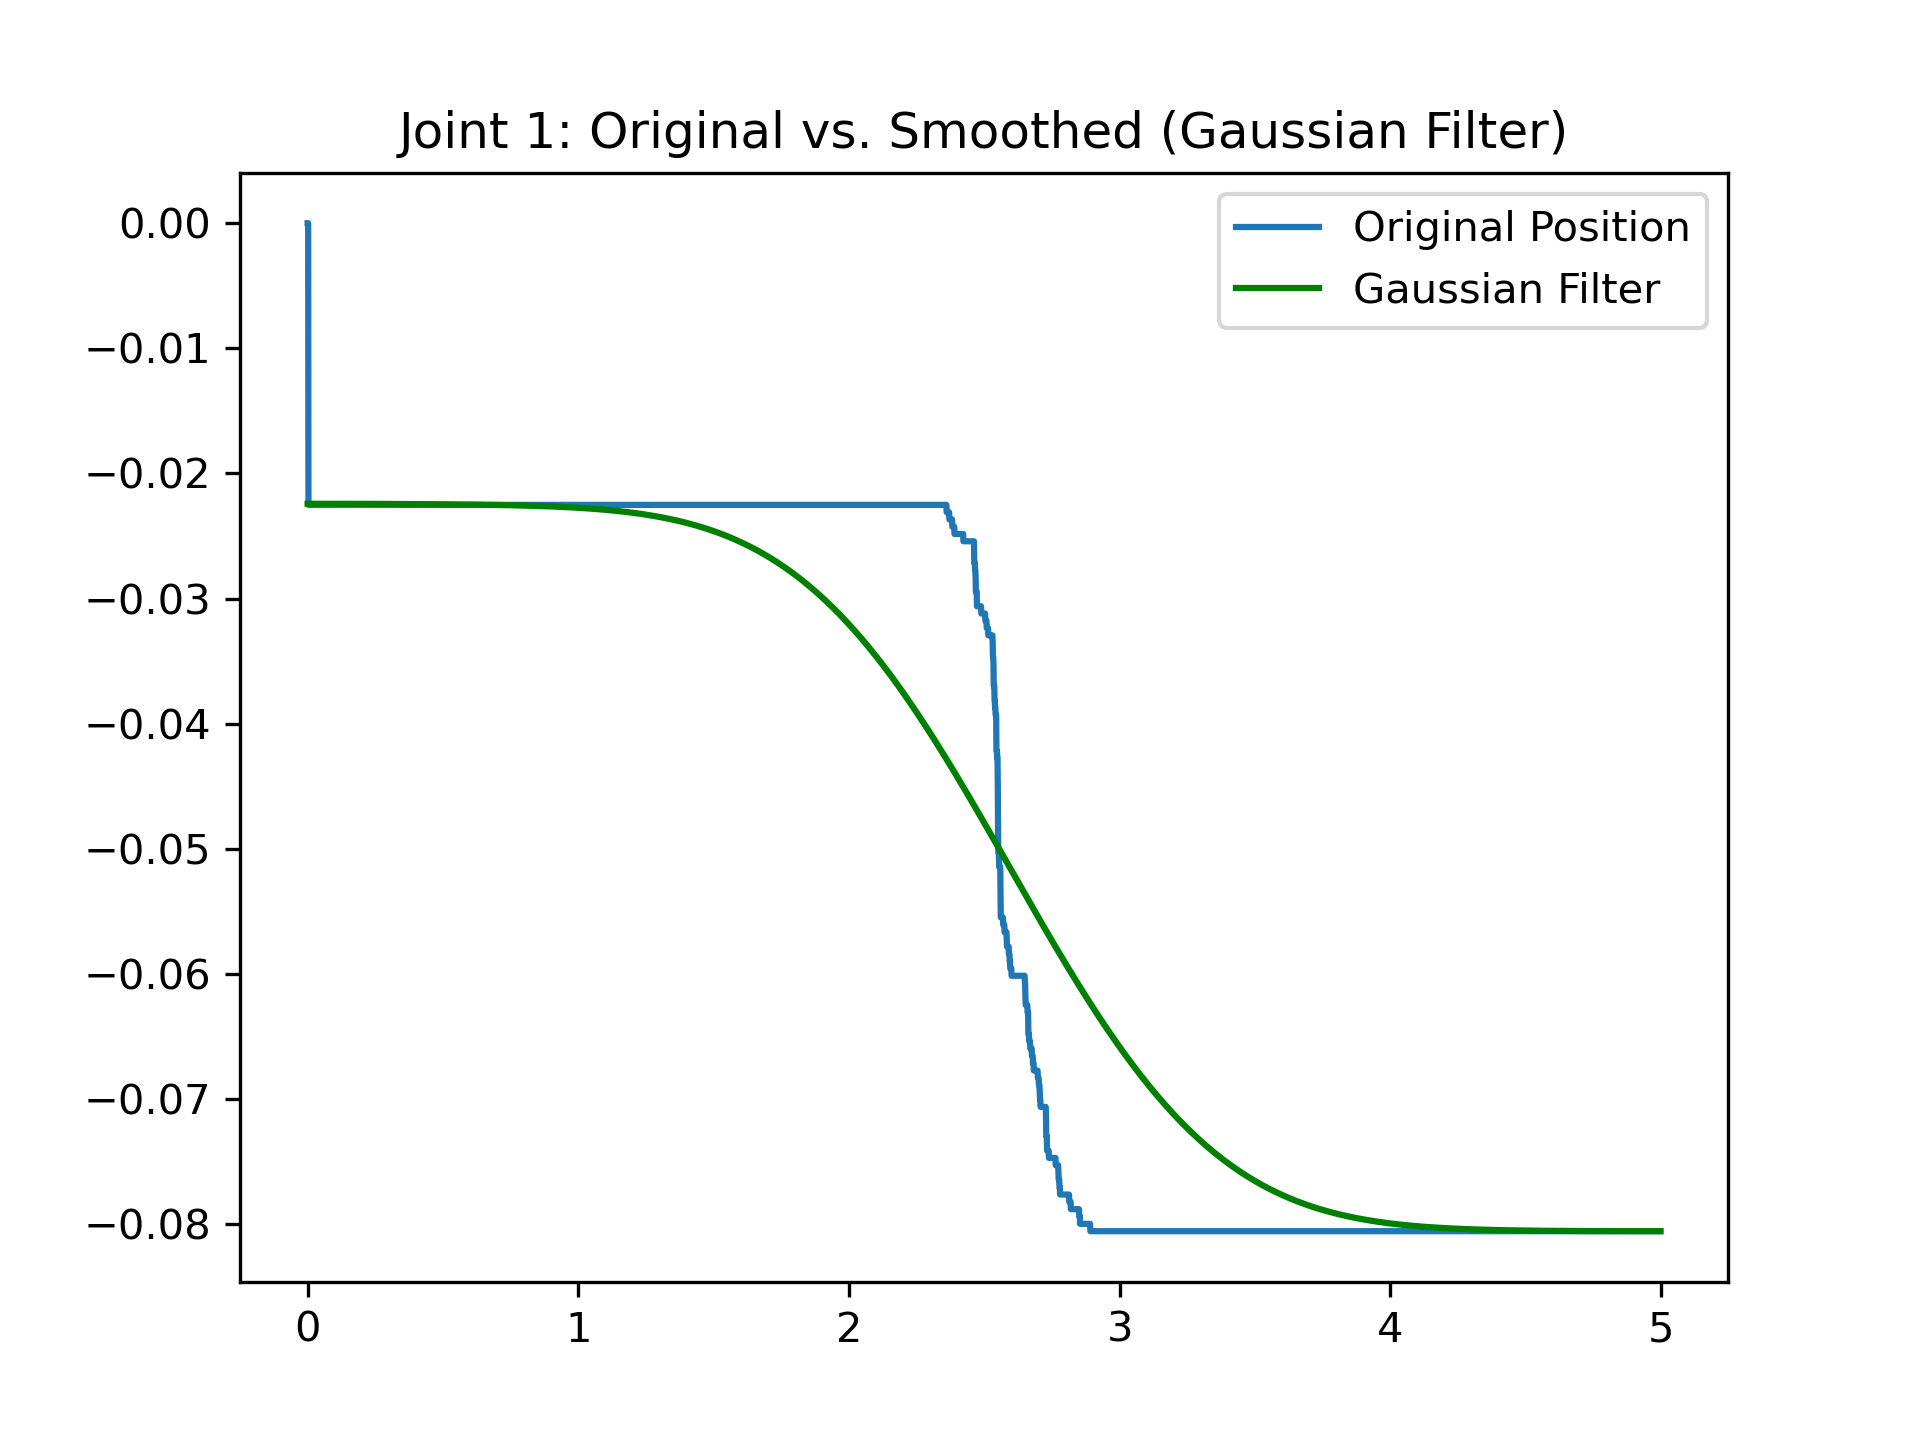 Joint 1: Original vs. Smoothed (Gaussian Filter)
Original Position
Gaussian Filter
0.00
−0.01
−0.02
−0.03
−0.04
−0.05
−0.06
−0.07
−0.08
0 1 2 3 4 5